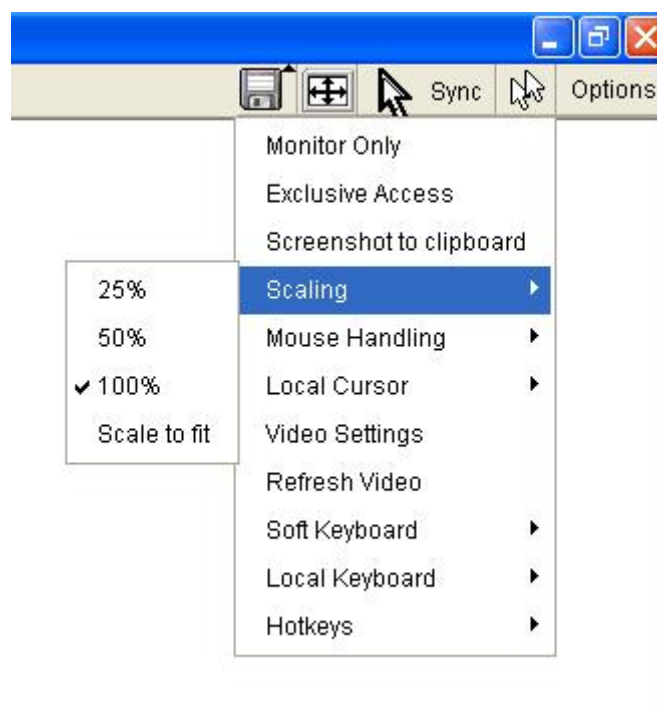 Sync
Options
Monitor Only
Exclusive Access
Screenshot to clipboard
Scaling
Mouse Handling
Local Cursor
Video Settings
Refresh Video
Soft Keyboard
Local Keyboard
Hotkeys
25%
50%
100%
Scale to fit